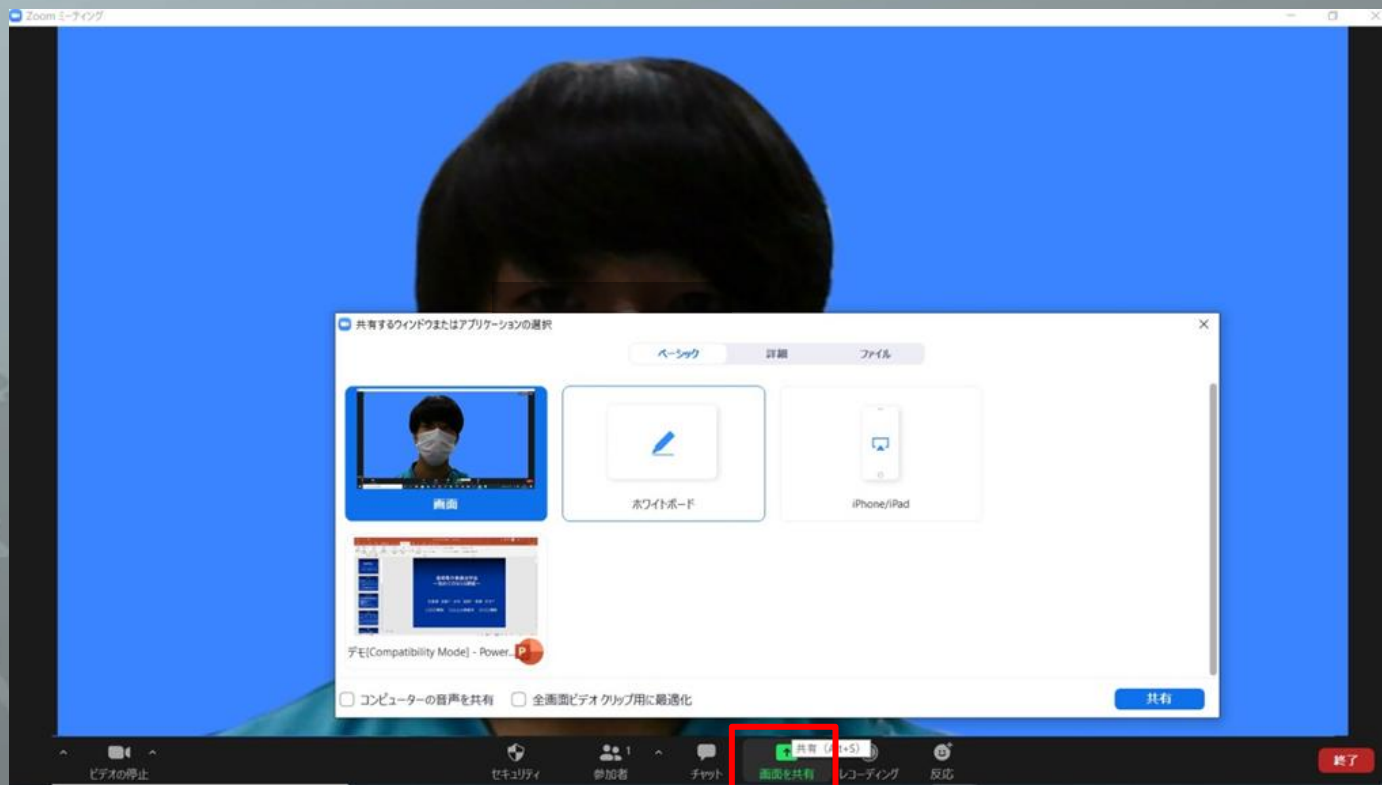 Zoom ミーティング
共有するウィンドウまたはアプリケーションの選択
ベーシック 詳細 ファイル
画面
ホワイトボード
iPhone/iPad
デモ[Compatibility Mode] - Power...
P
コンピューターの音声を共有 全画面ビデオ クリップ用に最適化
共有
共有 (Alt+S)
ビデオの停止 セキュリティ 参加者 1 チャット 画面を共有 レコーディング 反応
終了